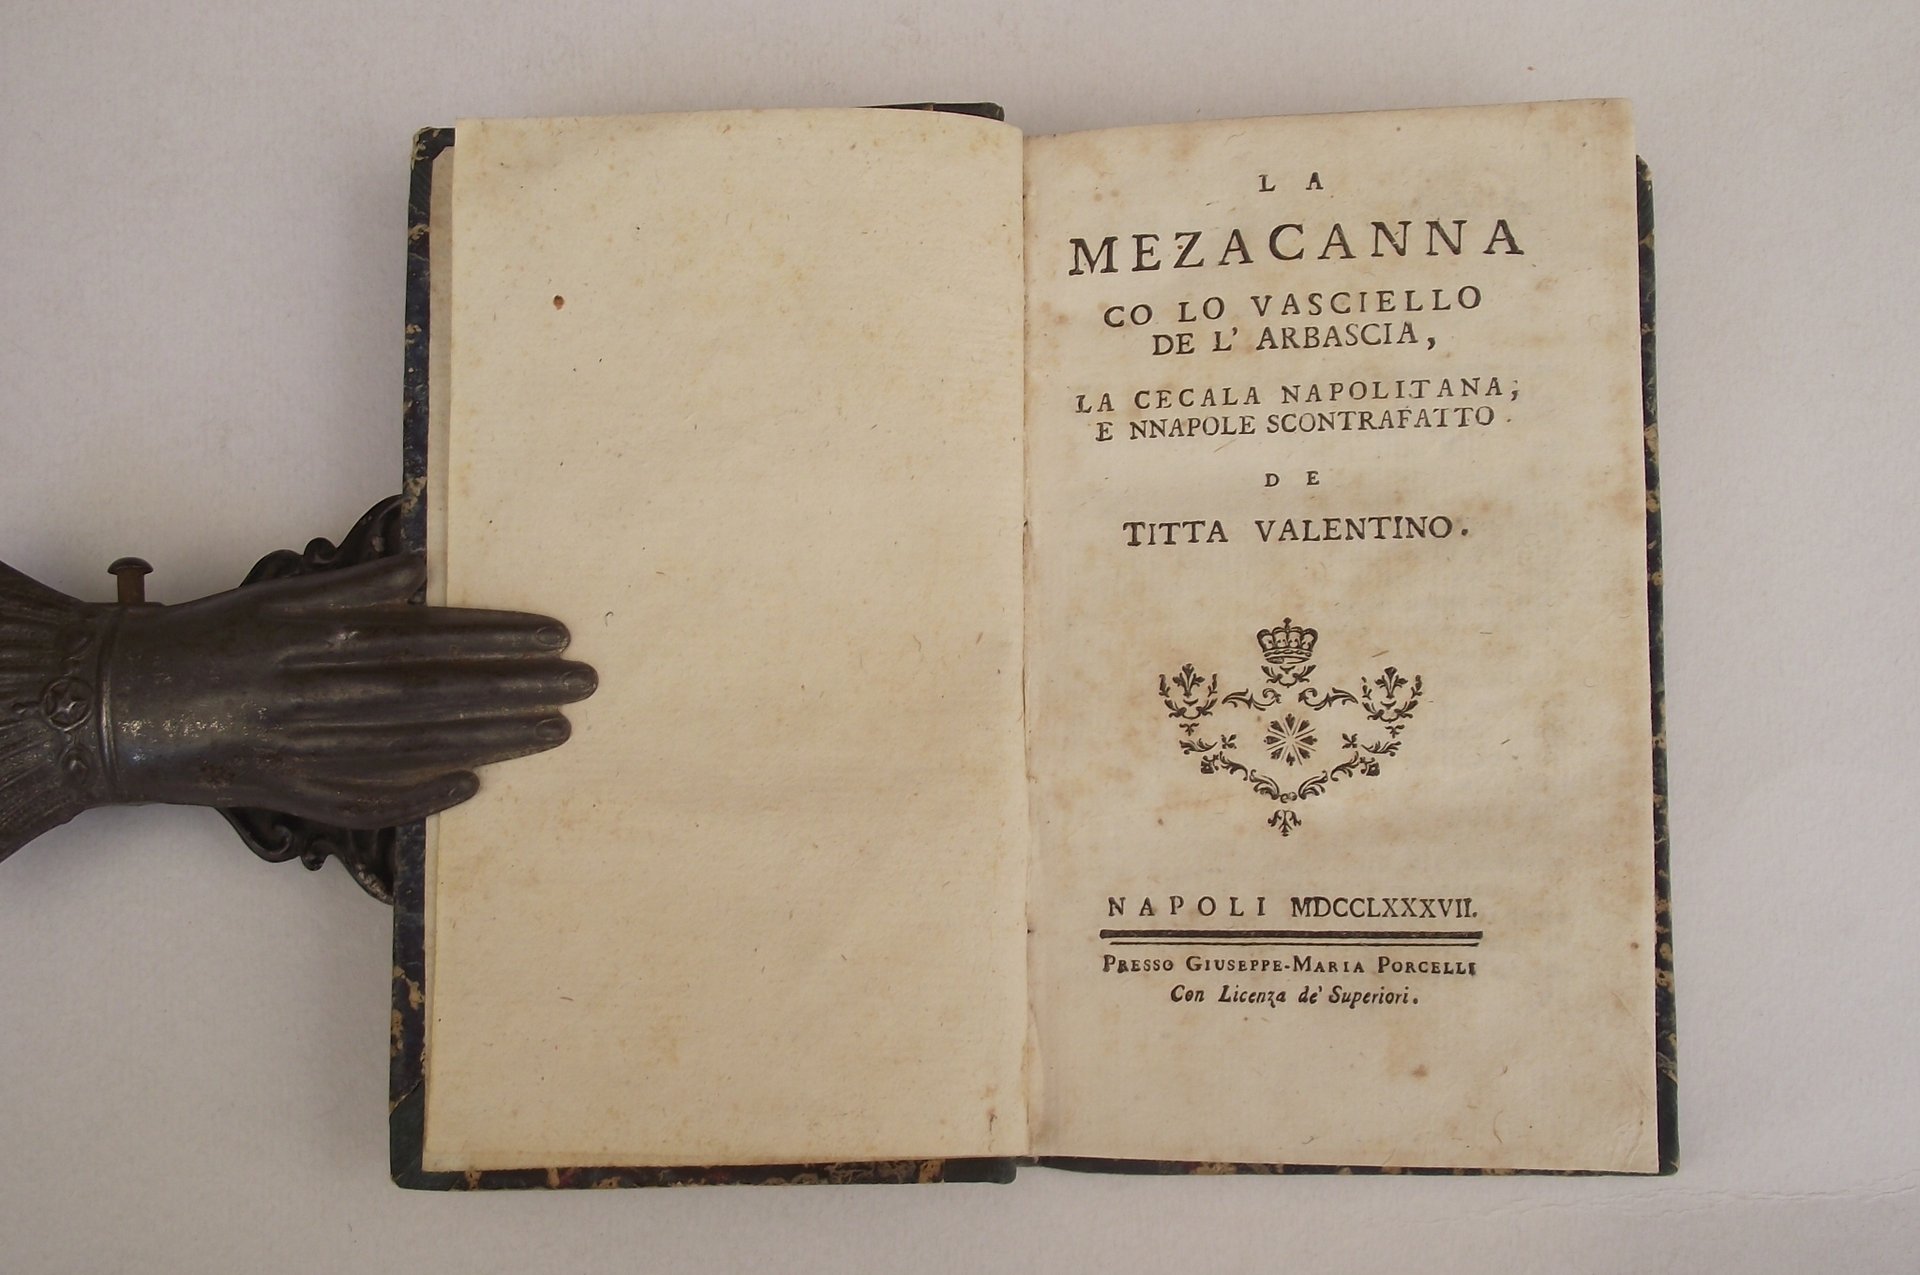 LA
MEZACANNA
CO LO VASCIELLO
DE L' ARBASCIA,
LA CECALA NAPOLITANA;
E NNAPOLE SCONTRAFATTO.
DE
TITTA VALENTINO.
NAPOLI MDCCLXXXVII.
PRESSO GIUSEPPE-MARIA PORCELLI
Con Licenza de' Superiori.